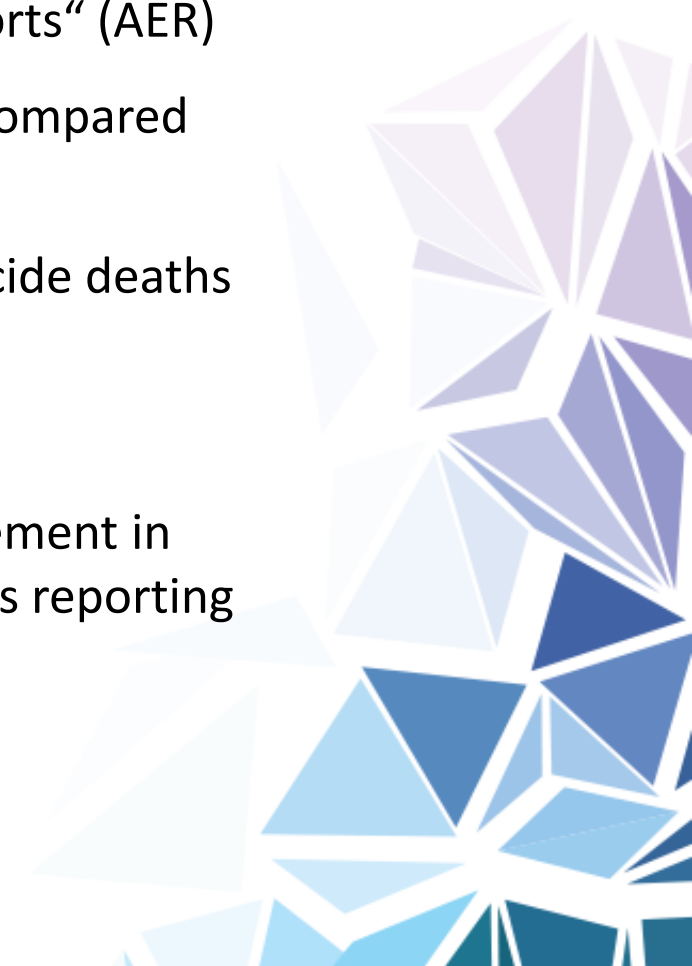 orts“ (AER)
ompared
cide deaths
ement in
s reporting